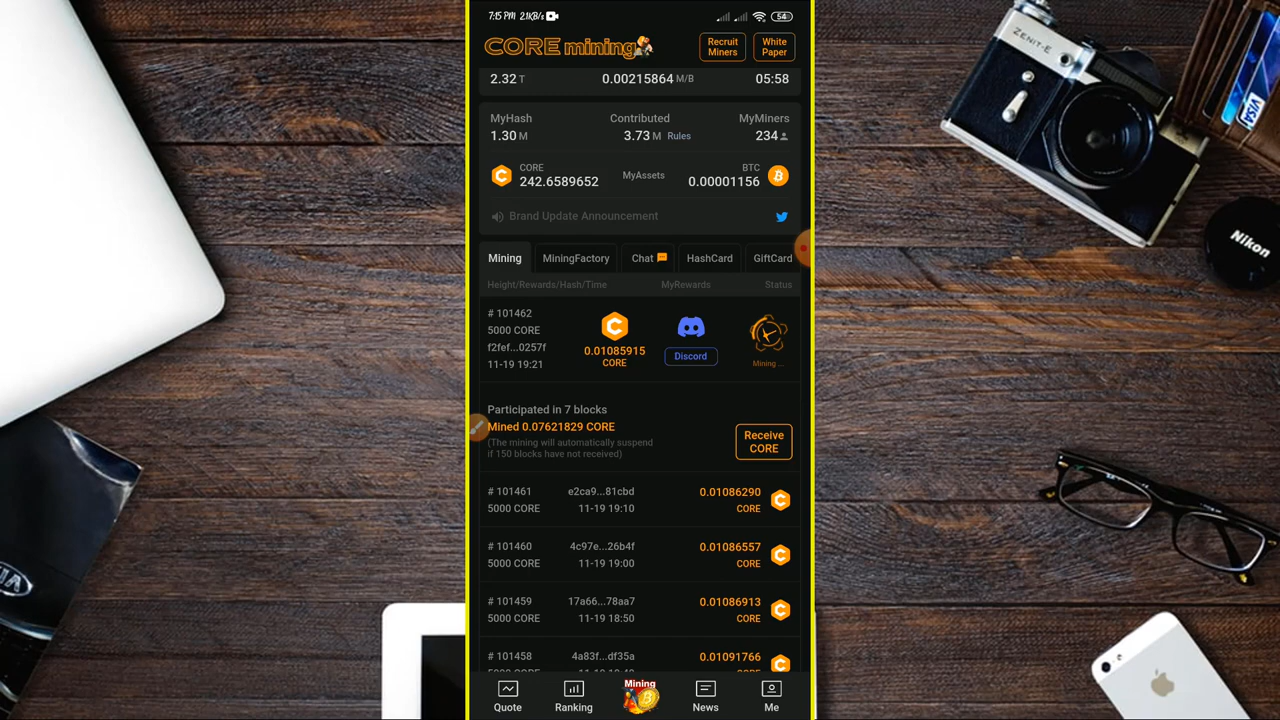 7:15 PM 2.1KB/s
54
CORE mining
Recruit Miners
White Paper
2.32 T
0.00215864 M/B
05:58
MyHash
Contributed
MyMiners
1.30 M
3.73 M Rules
234
CORE
242.6589652
MyAssets
BTC
0.00001156
Brand Update Announcement
Mining
MiningFactory
Chat
HashCard
GiftCard
Height/Rewards/Hash/Time
MyRewards
Status
# 101462
5000 CORE
f2fef...0257f
11-19 19:21
C
0.01085915
CORE
Discord
Mining ...
Participated in 7 blocks
Mined 0.07621829 CORE
(The mining will automatically suspend
if 150 blocks have not received)
Receive
CORE
# 101461
e2ca9...81cbd
0.01086290
5000 CORE
11-19 19:10
CORE
# 101460
4c97e...26b4f
0.01086557
5000 CORE
11-19 19:00
CORE
# 101459
17a66...78aa7
0.01086913
5000 CORE
11-19 18:50
CORE
# 101458
4a83f...df35a
0.01091766
Mining
Quote
Ranking
News
Me
ZENIT-E
VISA
Nikon